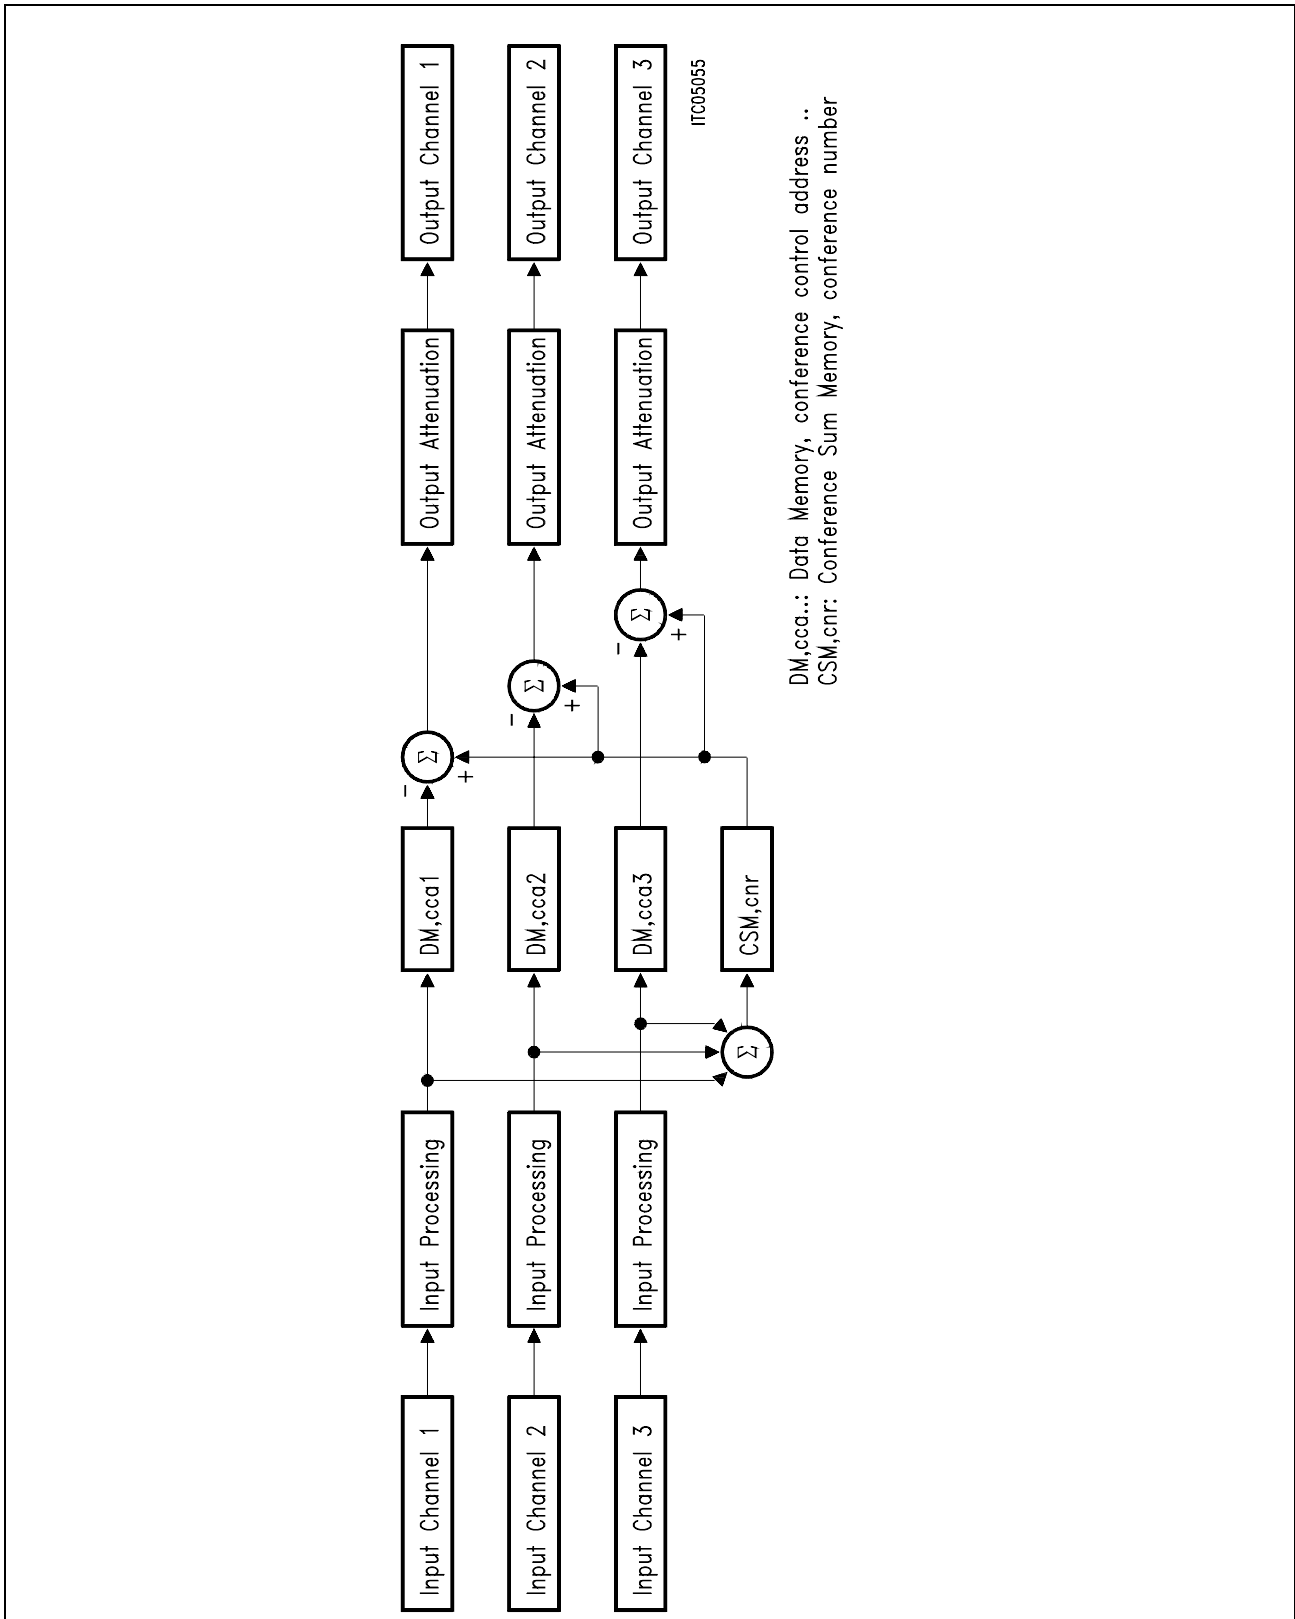 Input Channel 1
Input Processing
DM,cca1
-
+
Σ
Output Attenuation
Output Channel 1
Input Channel 2
Input Processing
DM,cca2
-
+
Σ
Output Attenuation
Output Channel 2
Input Channel 3
Input Processing
DM,cca3
-
+
Σ
Output Attenuation
Output Channel 3
Σ
CSM,cnr
ITC05055
DM,cca..: Data Memory, conference control address ..
CSM,cnr: Conference Sum Memory, conference number